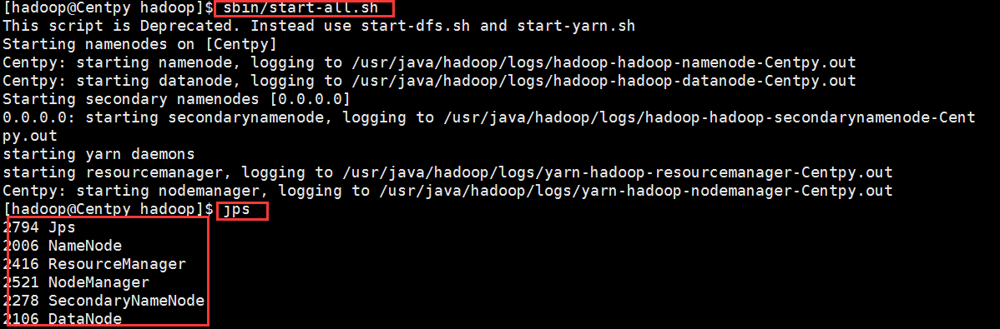 [hadoop@Centpy hadoop]$ sbin/start-all.sh
This script is Deprecated. Instead use start-dfs.sh and start-yarn.sh
Starting namenodes on [Centpy]
Centpy: starting namenode, logging to /usr/java/hadoop/logs/hadoop-hadoop-namenode-Centpy.out
Centpy: starting datanode, logging to /usr/java/hadoop/logs/hadoop-hadoop-datanode-Centpy.out
Starting secondary namenodes [0.0.0.0]
0.0.0.0: starting secondarynamenode, logging to /usr/java/hadoop/logs/hadoop-hadoop-secondarynamenode-Cent
py.out
starting yarn daemons
starting resourcemanager, logging to /usr/java/hadoop/logs/yarn-hadoop-resourcemanager-Centpy.out
Centpy: starting nodemanager, logging to /usr/java/hadoop/logs/yarn-hadoop-nodemanager-Centpy.out
[hadoop@Centpy hadoop]$ jps
2794 Jps
2006 NameNode
2416 ResourceManager
2521 NodeManager
2278 SecondaryNameNode
2106 DataNode